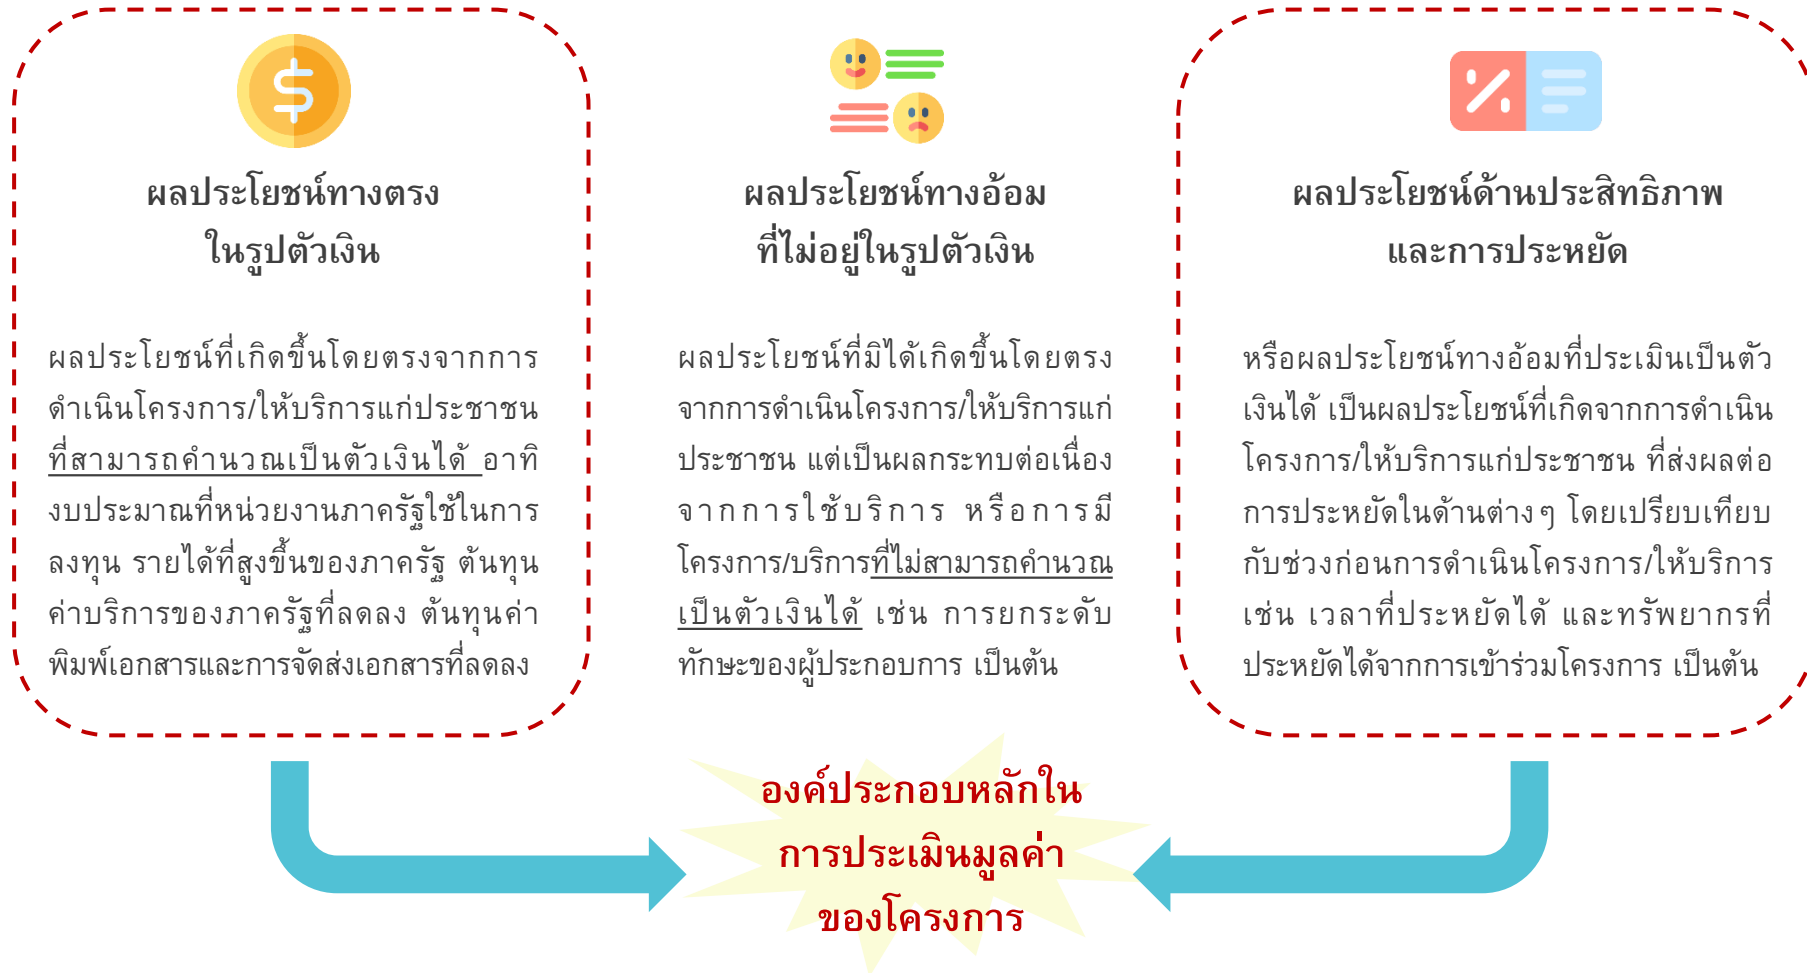 ผลประโยชน์ทางตรง
ในรูปตัวเงิน
ผลประโยชน์ที่เกิดขึ้นโดยตรงจากการ
ดำเนินโครงการ/ให้บริการแก่ประชาชน
ที่สามารถคำนวณเป็นตัวเงินได้ อาทิ
งบประมาณที่หน่วยงานภาครัฐใช้ในการ
ลงทุน รายได้ที่สูงขึ้นของภาครัฐ ต้นทุน
ค่าบริการของภาครัฐที่ลดลง ต้นทุนค่า
พิมพ์เอกสารและการจัดส่งเอกสารที่ลดลง
ผลประโยชน์ทางอ้อม
ที่ไม่อยู่ในรูปตัวเงิน
ผลประโยชน์ที่มิได้เกิดขึ้นโดยตรง
จากการดำเนินโครงการ/ให้บริการแก่
ประชาชน แต่เป็นผลกระทบต่อเนื่อง
จากการใช้บริการ หรือการมี
โครงการ/บริการที่ไม่สามารถคำนวณ
เป็นตัวเงินได้ เช่น การยกระดับ
ทักษะของผู้ประกอบการ เป็นต้น
ผลประโยชน์ด้านประสิทธิภาพ
และการประหยัด
หรือผลประโยชน์ทางอ้อมที่ประเมินเป็นตัว
เงินได้ เป็นผลประโยชน์ที่เกิดจากการดำเนิน
โครงการ/ให้บริการแก่ประชาชน ที่ส่งผลต่อ
การประหยัดในด้านต่างๆ โดยเปรียบเทียบ
กับช่วงก่อนการดำเนินโครงการ/ให้บริการ
เช่น เวลาที่ประหยัดได้ และทรัพยากรที่
ประหยัดได้จากการเข้าร่วมโครงการ เป็นต้น
องค์ประกอบหลักใน
การประเมินมูลค่า
ของโครงการ